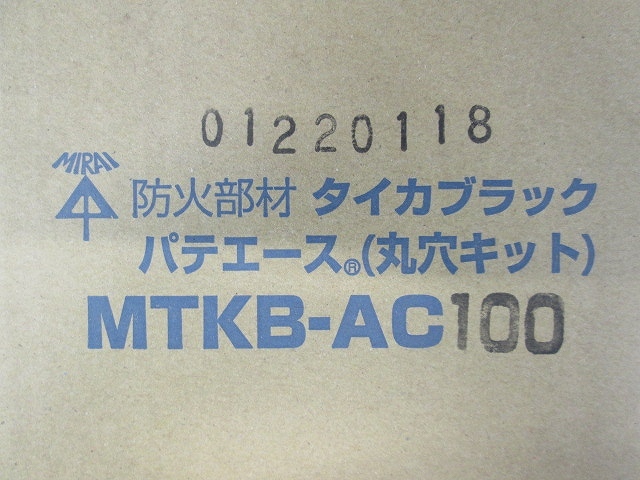 01220118
MIRAI
防火部材 タイカブラック
パテエース®(丸穴キット)
MTKB-AC100